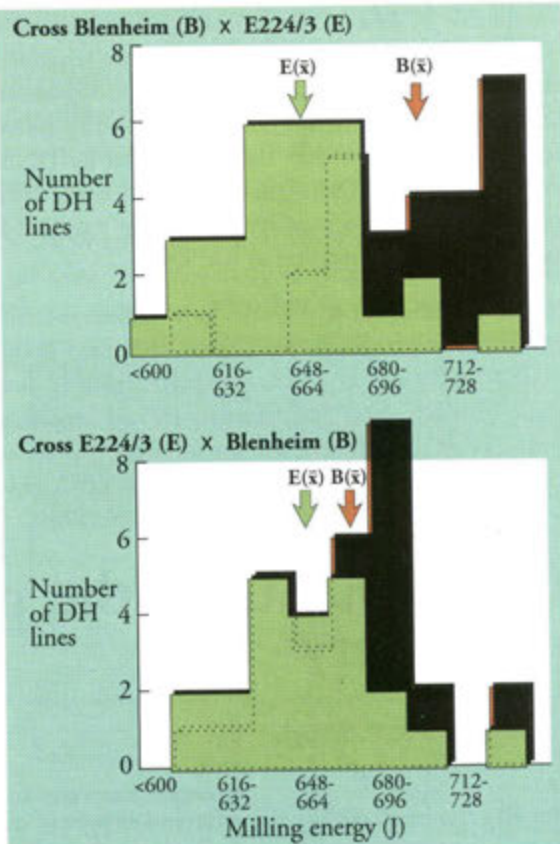 Cross Blenheim (B) x E224/3 (E)
8
E(x̄)
B(x̄)
6
Number
of DH
lines
4
2
0
<600
616-
632
648-
664
680-
696
712-
728
Cross E224/3 (E) x Blenheim (B)
8
E(x̄) B(x̄)
6
Number
of DH
lines
4
2
0
<600
616-
632
648-
664
680-
696
712-
728
Milling energy (J)